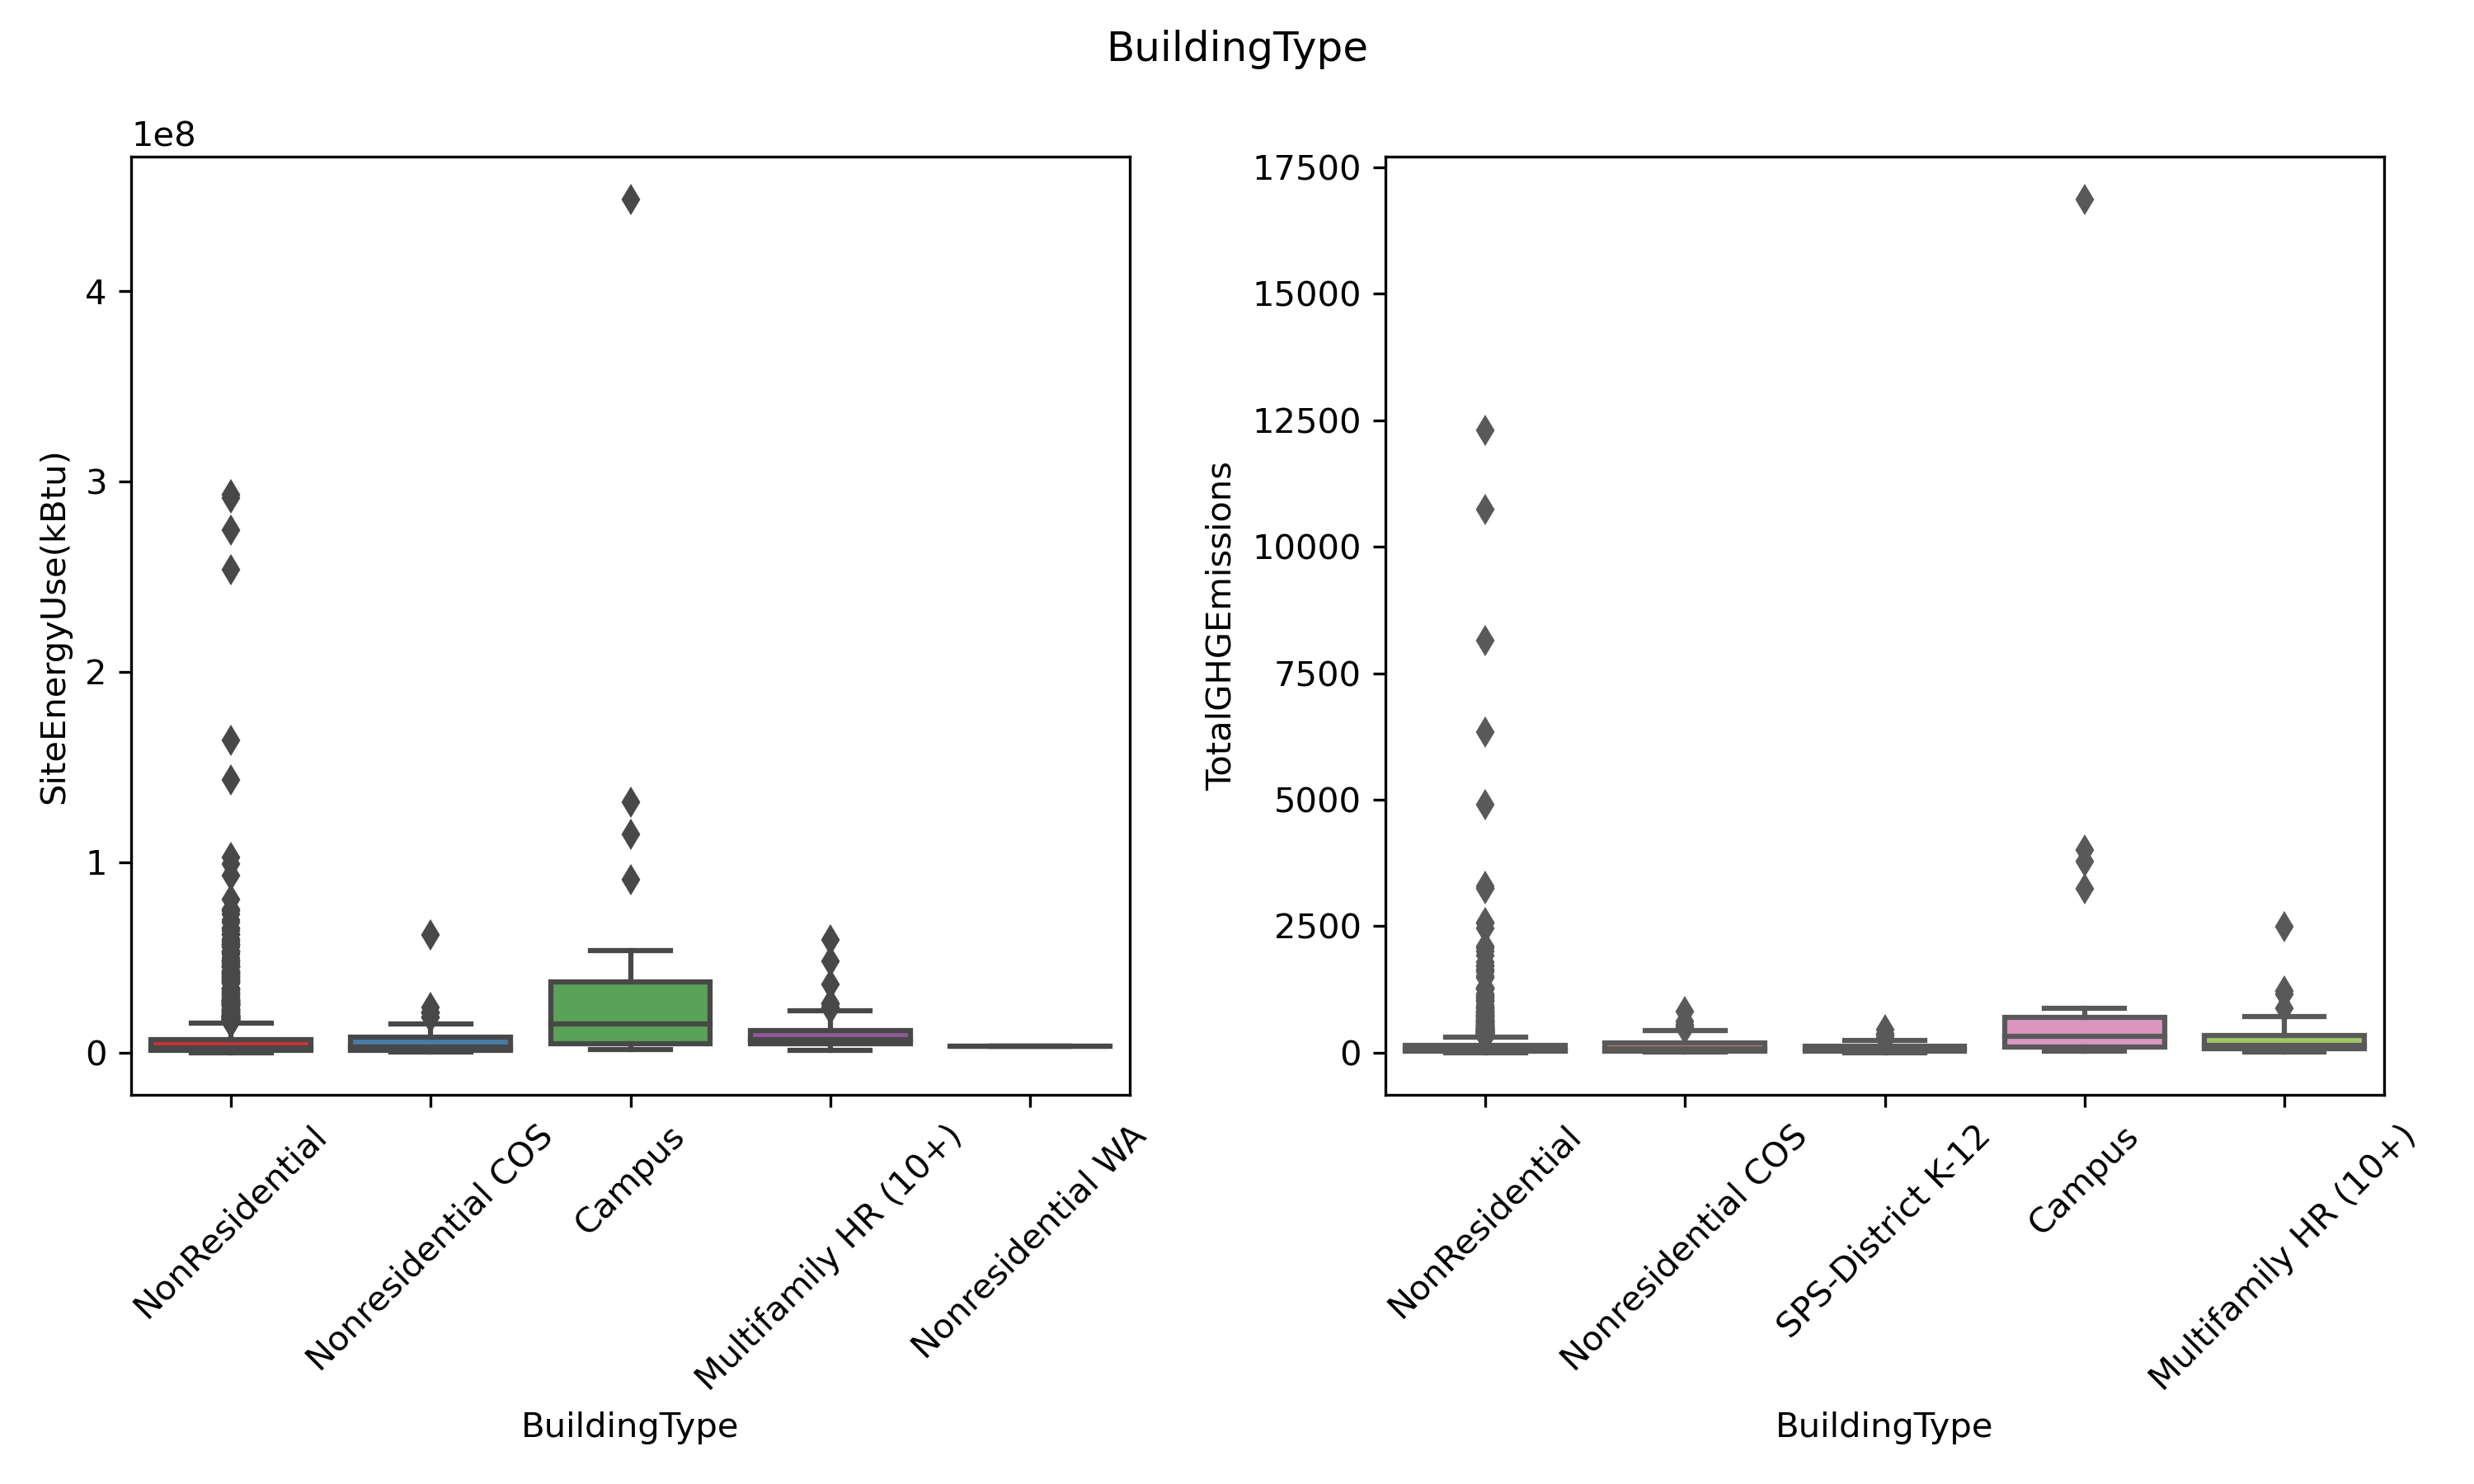 BuildingType
1e8
4
3
2
1
0
SiteEnergyUse(kBtu)
NonResidential
Nonresidential COS
Campus
Multifamily HR (10+)
Nonresidential WA
BuildingType
17500
15000
12500
10000
7500
5000
2500
0
TotalGHGEmissions
NonResidential
Nonresidential COS
SPS-District K-12
Campus
Multifamily HR (10+)
BuildingType